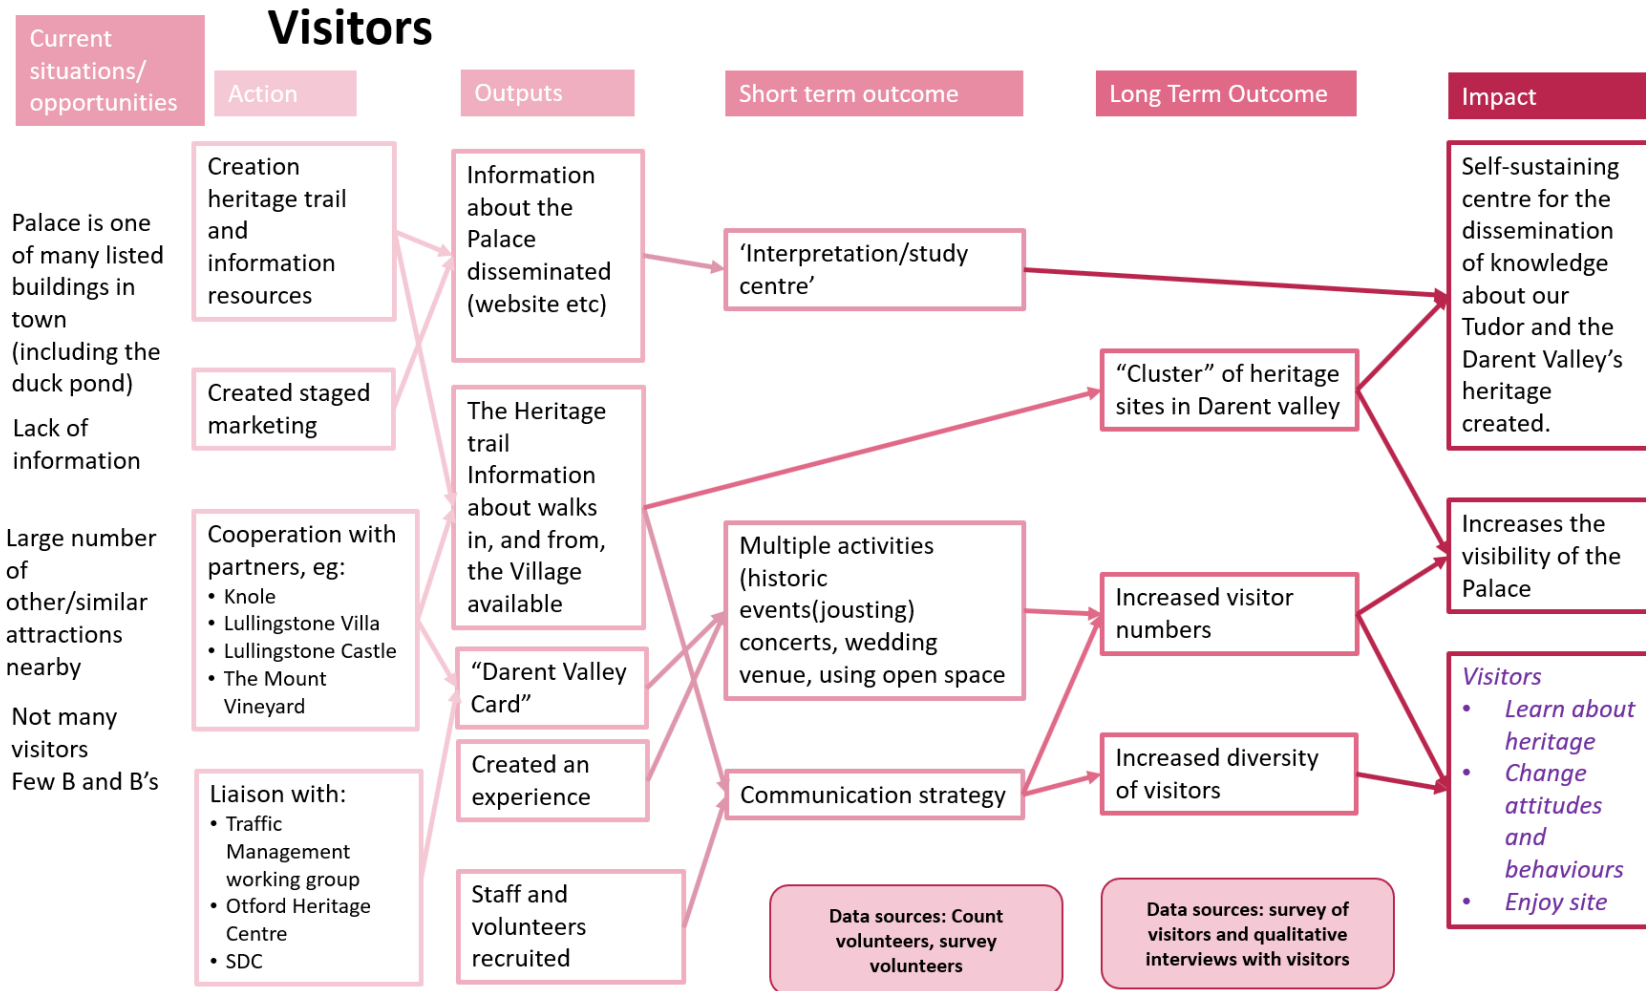 Visitors
Current
situations/
opportunities
Action
Outputs
Short term outcome
Long Term Outcome
Impact
Palace is one
of many listed
buildings in
town
(including the
duck pond)
Lack of
information
Large number
of
other/similar
attractions
nearby
Not many
visitors
Few B and B's
Creation
heritage trail
and
information
resources
Created staged
marketing
Cooperation with
partners, eg:
• Knole
• Lullingstone Villa
• Lullingstone Castle
• The Mount
Vineyard
Liaison with:
• Traffic
Management
working group
• Otford Heritage
Centre
• SDC
Information
about the
Palace
disseminated
(website etc)
The Heritage
trail
Information
about walks
in, and from,
the Village
available
"Darent Valley
Card"
Created an
experience
Staff and
volunteers
recruited
'Interpretation/study
centre'
Multiple activities
(historic
events(jousting)
concerts, wedding
venue, using open space
Communication strategy
Data sources: Count
volunteers, survey
volunteers
"Cluster" of heritage
sites in Darent valley
Increased visitor
numbers
Increased diversity
of visitors
Data sources: survey of
visitors and qualitative
interviews with visitors
Self-sustaining
centre for the
dissemination
of knowledge
about our
Tudor and the
Darent Valley's
heritage
created.
Increases the
visibility of the
Palace
Visitors
• Learn about
heritage
• Change
attitudes
and
behaviours
• Enjoy site